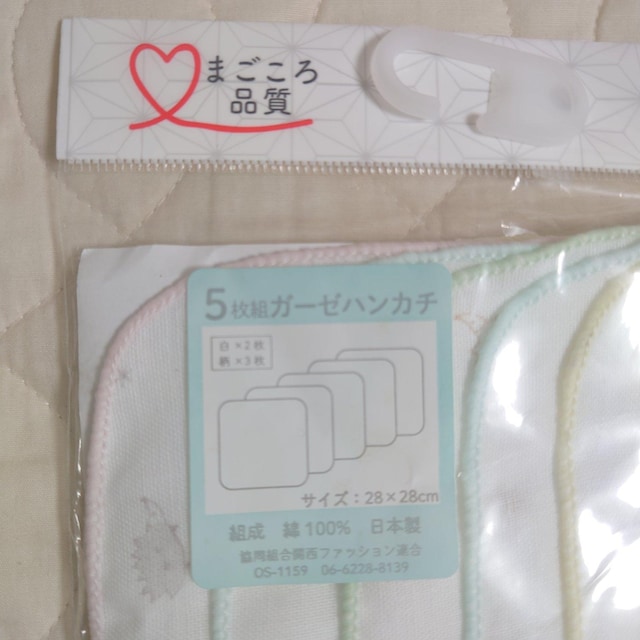 まごころ
品質
5枚組ガーゼハンカチ
白×2枚
柄×3枚
サイズ：28×28cm
組成 綿100% 日本製
協同組合関西ファッション連合
OS-1159 06-6228-8139